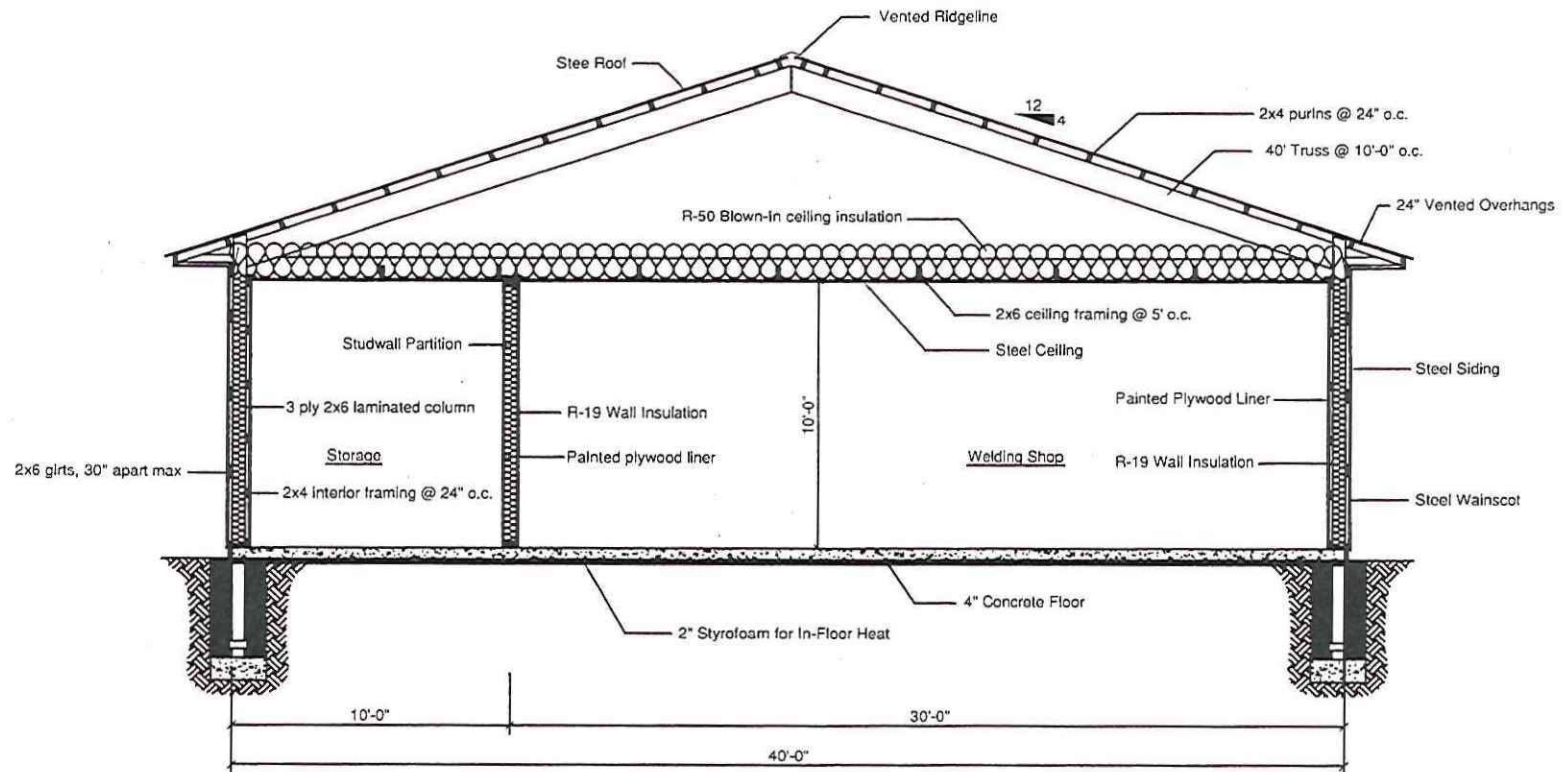 Vented Ridgeline
Stee Roof
12
4
2x4 purlns @ 24" o.c.
40' Truss @ 10'-0" o.c.
24" Vented Overhangs
R-50 Blown-In ceiling insulation
2x6 ceiling framing @ 5' o.c.
Steel Ceiling
Studwall Partition
Steel Siding
Painted Plywood Liner
3 ply 2x6 laminated column
R-19 Wall Insulation
10'-0"
Storage
Painted plywood liner
Welding Shop
R-19 Wall Insulation
2x6 girts, 30" apart max
2x4 interior framing @ 24" o.c.
Steel Wainscot
4" Concrete Floor
2" Styrofoam for In-Floor Heat
10'-0"
30'-0"
40'-0"